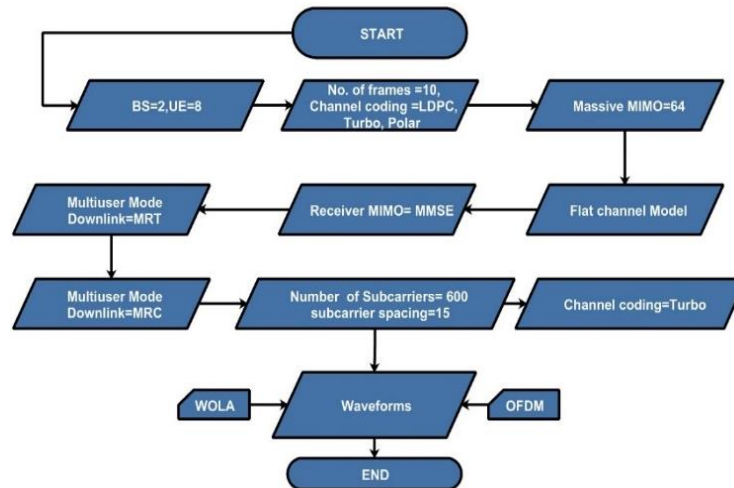 START
BS=2,UE=8
No. of frames =10,
Channel coding =LDPC,
Turbo, Polar
Massive MIMO=64
Flat channel Model
Receiver MIMO= MMSE
Multiuser Mode
Downlink=MRT
Multiuser Mode
Downlink=MRC
Number of Subcarriers= 600
subcarrier spacing=15
Channel coding=Turbo
WOLA
Waveforms
OFDM
END